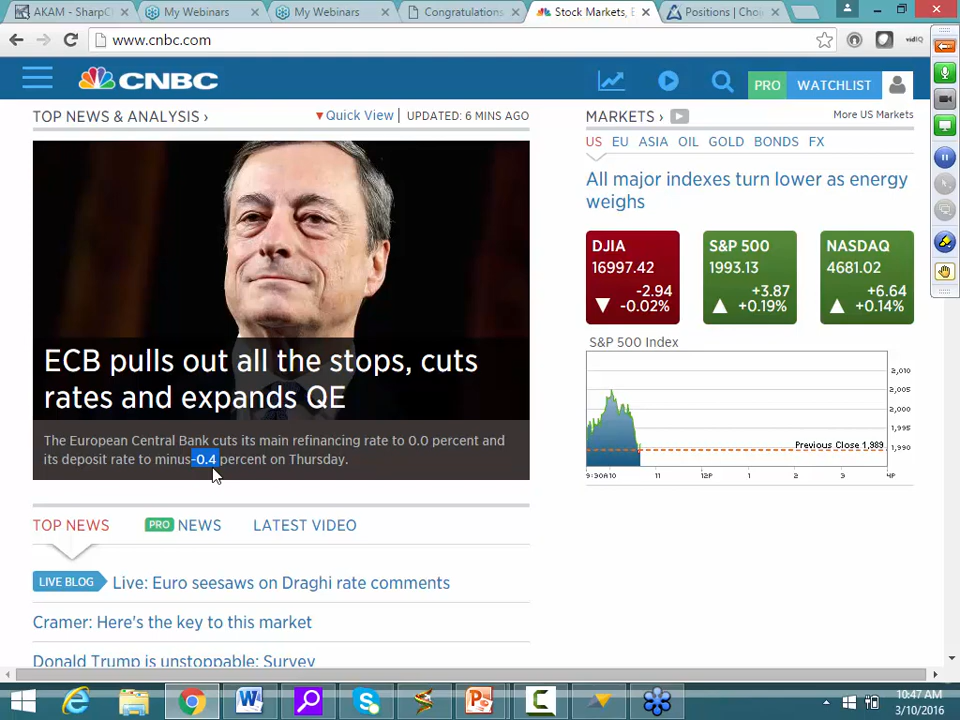 AKAM - SharpCl
My Webinars
My Webinars
Congratulations
Stock Markets, B
Positions | Choi
www.cnbc.com
vidIQ
CNBC
PRO
WATCHLIST
TOP NEWS & ANALYSIS ›
▼Quick View | UPDATED: 6 MINS AGO
MARKETS ›
More US Markets
US EU ASIA OIL GOLD BONDS FX
All major indexes turn lower as energy
weighs
DJIA
16997.42
-2.94
-0.02%
S&P 500
1993.13
+3.87
+0.19%
NASDAQ
4681.02
+6.64
+0.14%
ECB pulls out all the stops, cuts
rates and expands QE
The European Central Bank cuts its main refinancing rate to 0.0 percent and
its deposit rate to minus-0.4 percent on Thursday.
S&P 500 Index
2,010
2,005
2,000
1,995
Previous Close 1,989
1,990
9:30A10 11 12P 1 2 3 4P
TOP NEWS
PRO NEWS
LATEST VIDEO
LIVE BLOG Live: Euro seesaws on Draghi rate comments
Cramer: Here's the key to this market
Donald Trump is unstoppable: Survey
10:47 AM
3/10/2016